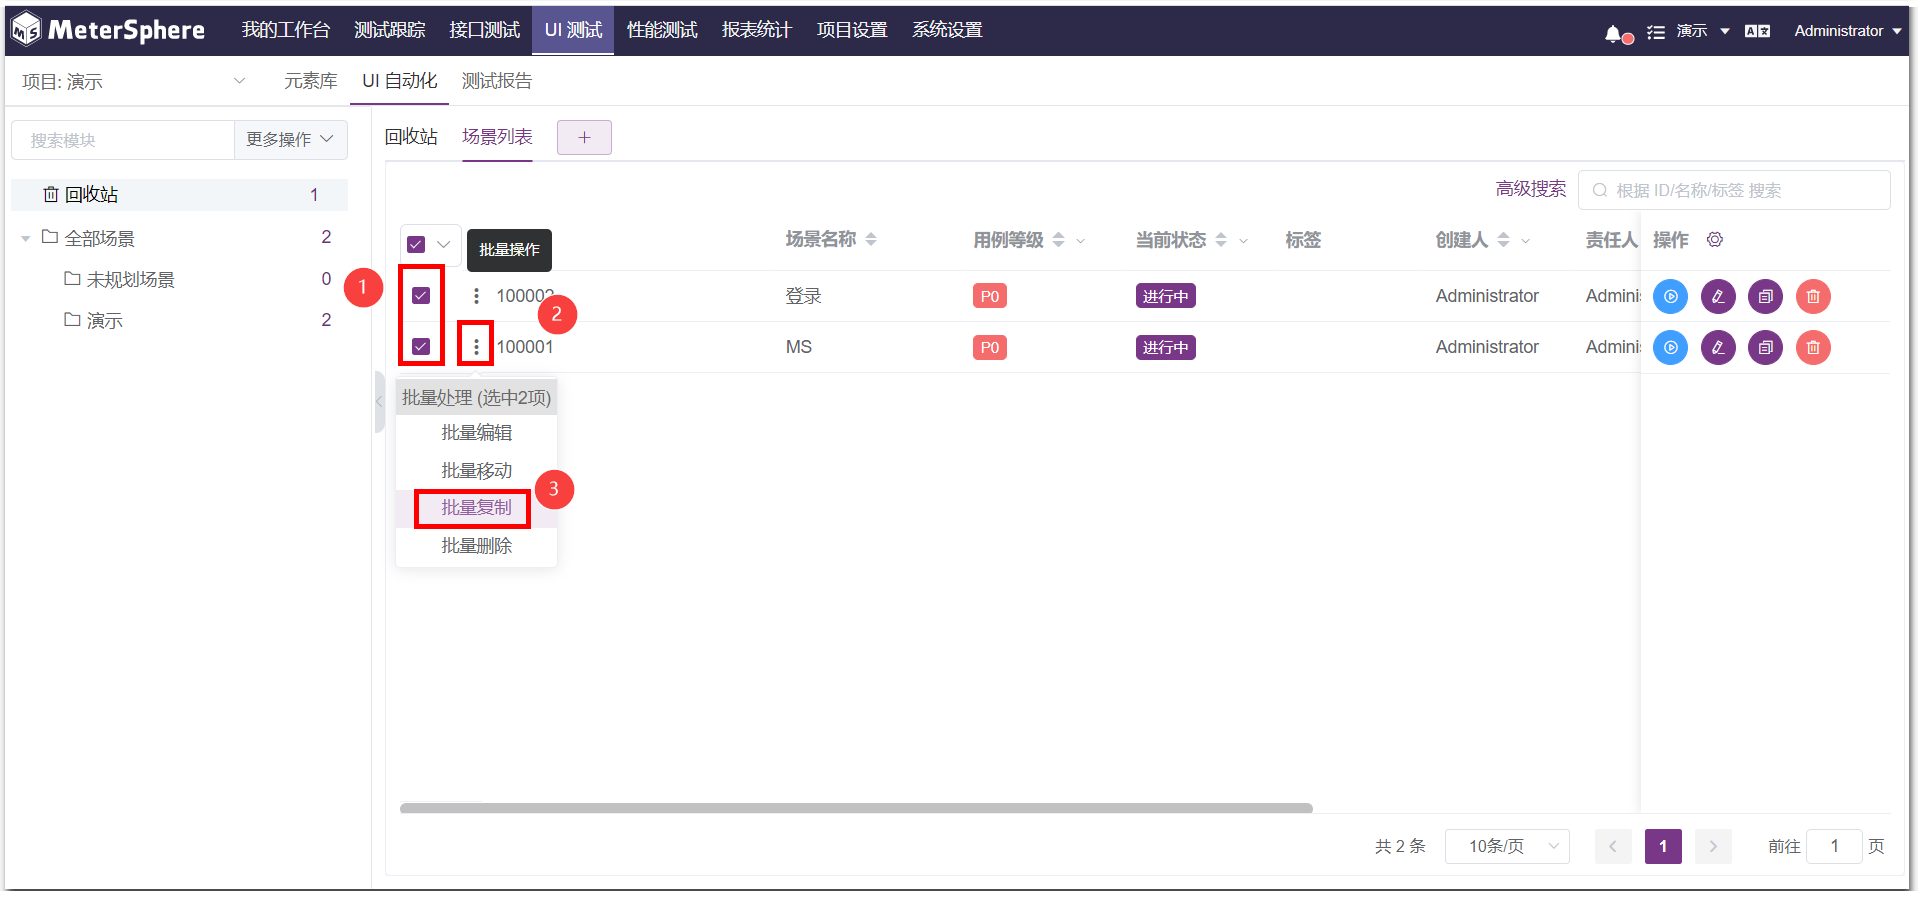 MeterSphere 我的工作台 测试跟踪 接口测试 UI 测试 性能测试 报表统计 项目设置 系统设置 演示 Administrator
项目: 演示 元素库 UI 自动化 测试报告
搜索模块 更多操作
回收站 1
全部场景 2
未规划场景 0
演示 2
回收站 场景列表 +
高级搜索 根据 ID/名称/标签 搜索
批量操作 场景名称 用例等级 当前状态 标签 创建人 责任人 操作
1
100002 登录 P0 进行中 Administrator Admini
2
100001 MS P0 进行中 Administrator Admini
批量处理 (选中2项)
批量编辑
批量移动
批量复制
3
批量删除
共 2 条 10条/页 1 前往 1 页